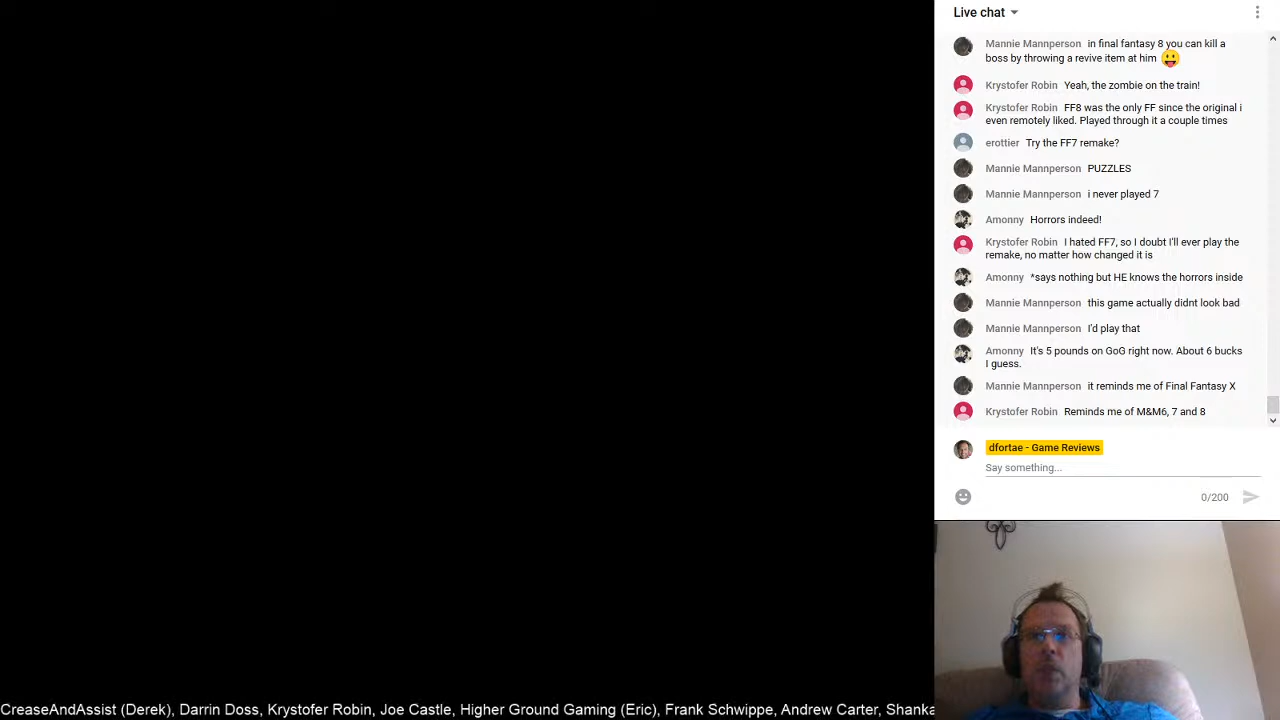 Live chat
Mannie Mannperson in final fantasy 8 you can kill a
boss by throwing a revive item at him
Krystofer Robin Yeah, the zombie on the train!
Krystofer Robin FF8 was the only FF since the original i
even remotely liked. Played through it a couple times
erottier Try the FF7 remake?
Mannie Mannperson PUZZLES
Mannie Mannperson i never played 7
Amonny Horrors indeed!
Krystofer Robin I hated FF7, so I doubt I'll ever play the
remake, no matter how changed it is
Amonny *says nothing but HE knows the horrors inside
Mannie Mannperson this game actually didnt look bad
Mannie Mannperson I'd play that
Amonny It's 5 pounds on GoG right now. About 6 bucks
I guess.
Mannie Mannperson it reminds me of Final Fantasy X
Krystofer Robin Reminds me of M&M6, 7 and 8
dfortae - Game Reviews
Say something...
0/200
CreaseAndAssist (Derek), Darrin Doss, Krystofer Robin, Joe Castle, Higher Ground Gaming (Eric), Frank Schwippe, Andrew Carter, Shanka